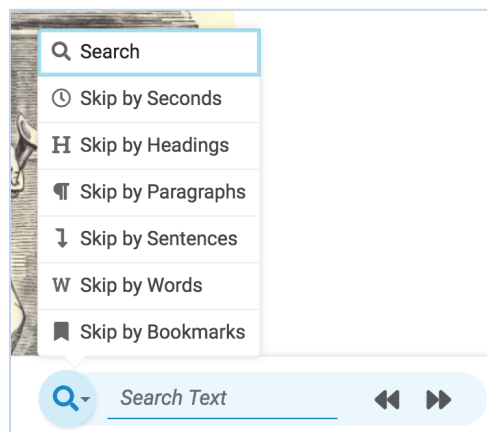 Search
Skip by Seconds
Skip by Headings
Skip by Paragraphs
Skip by Sentences
Skip by Words
Skip by Bookmarks
Search Text